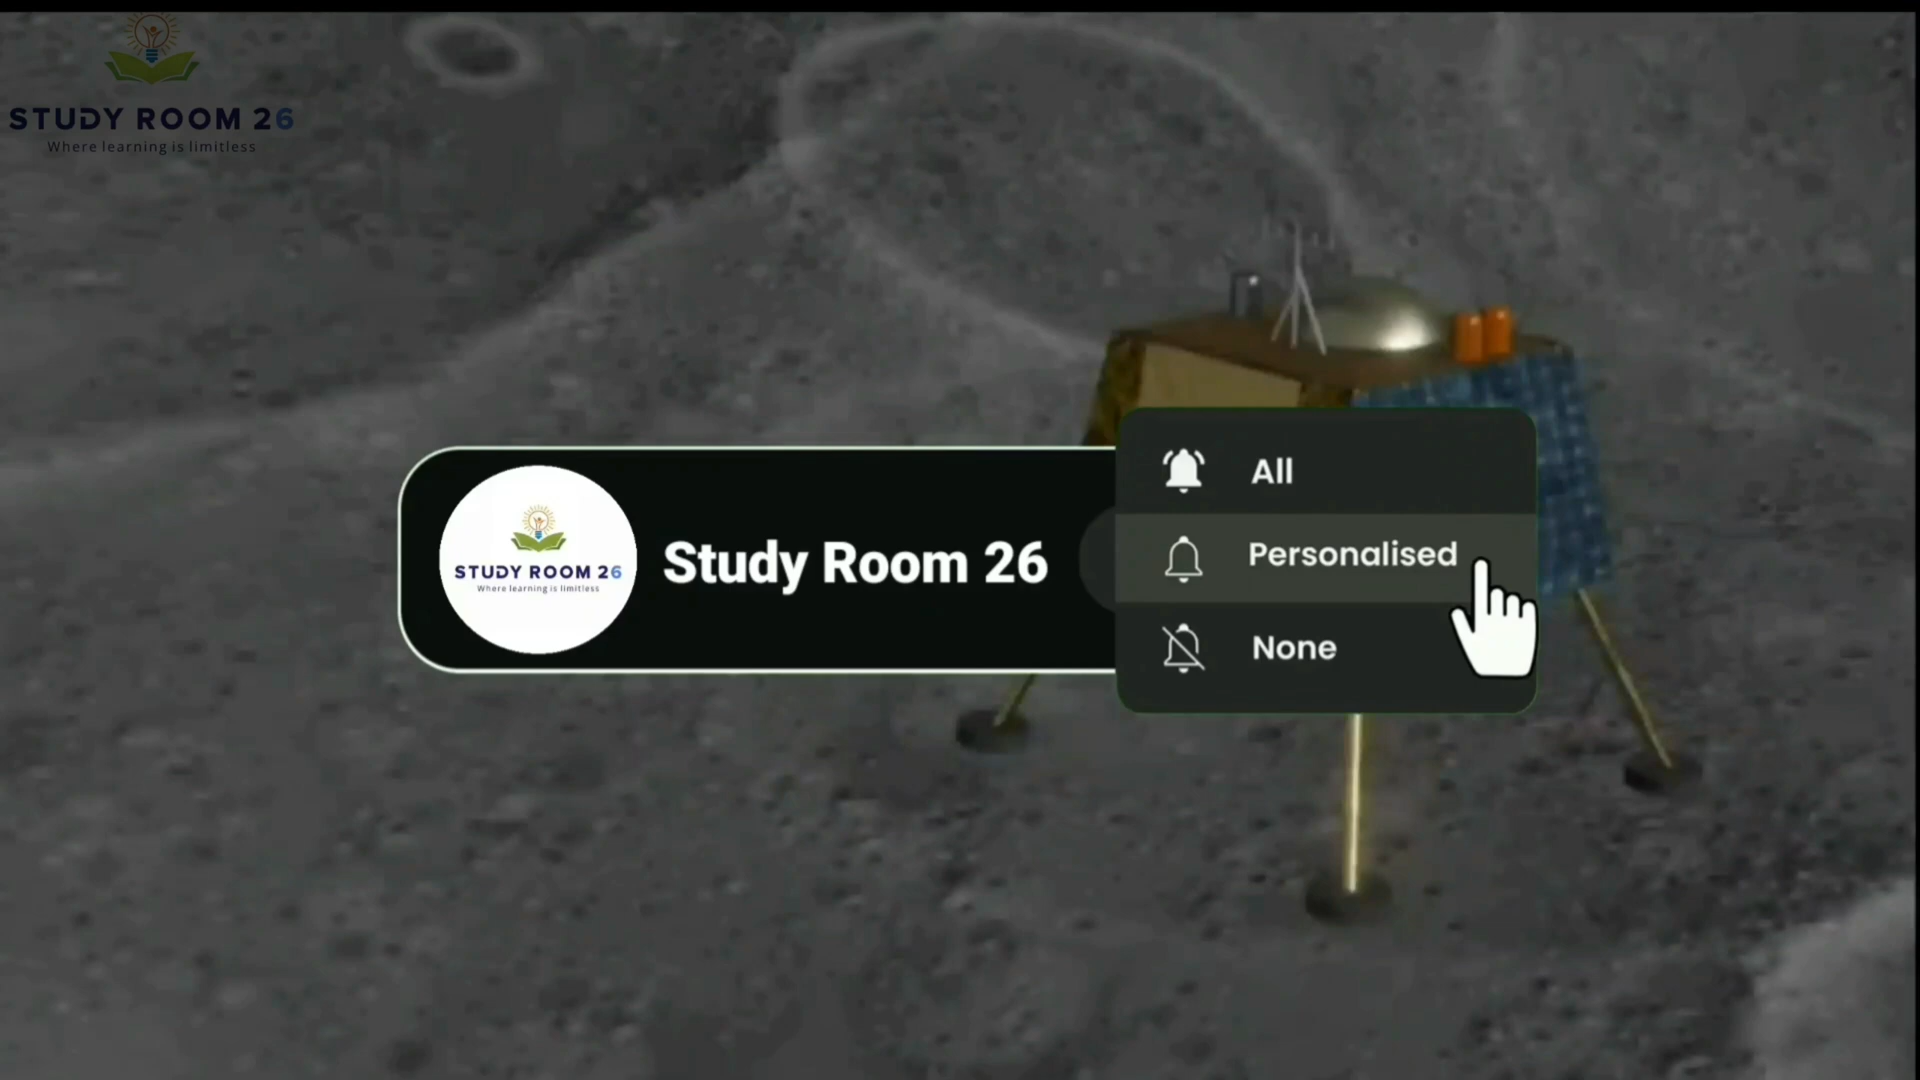 STUDY ROOM 26
Where learning is limitless
STUDY ROOM 26
Where learning is limitless
Study Room 26
All
Personalised
None